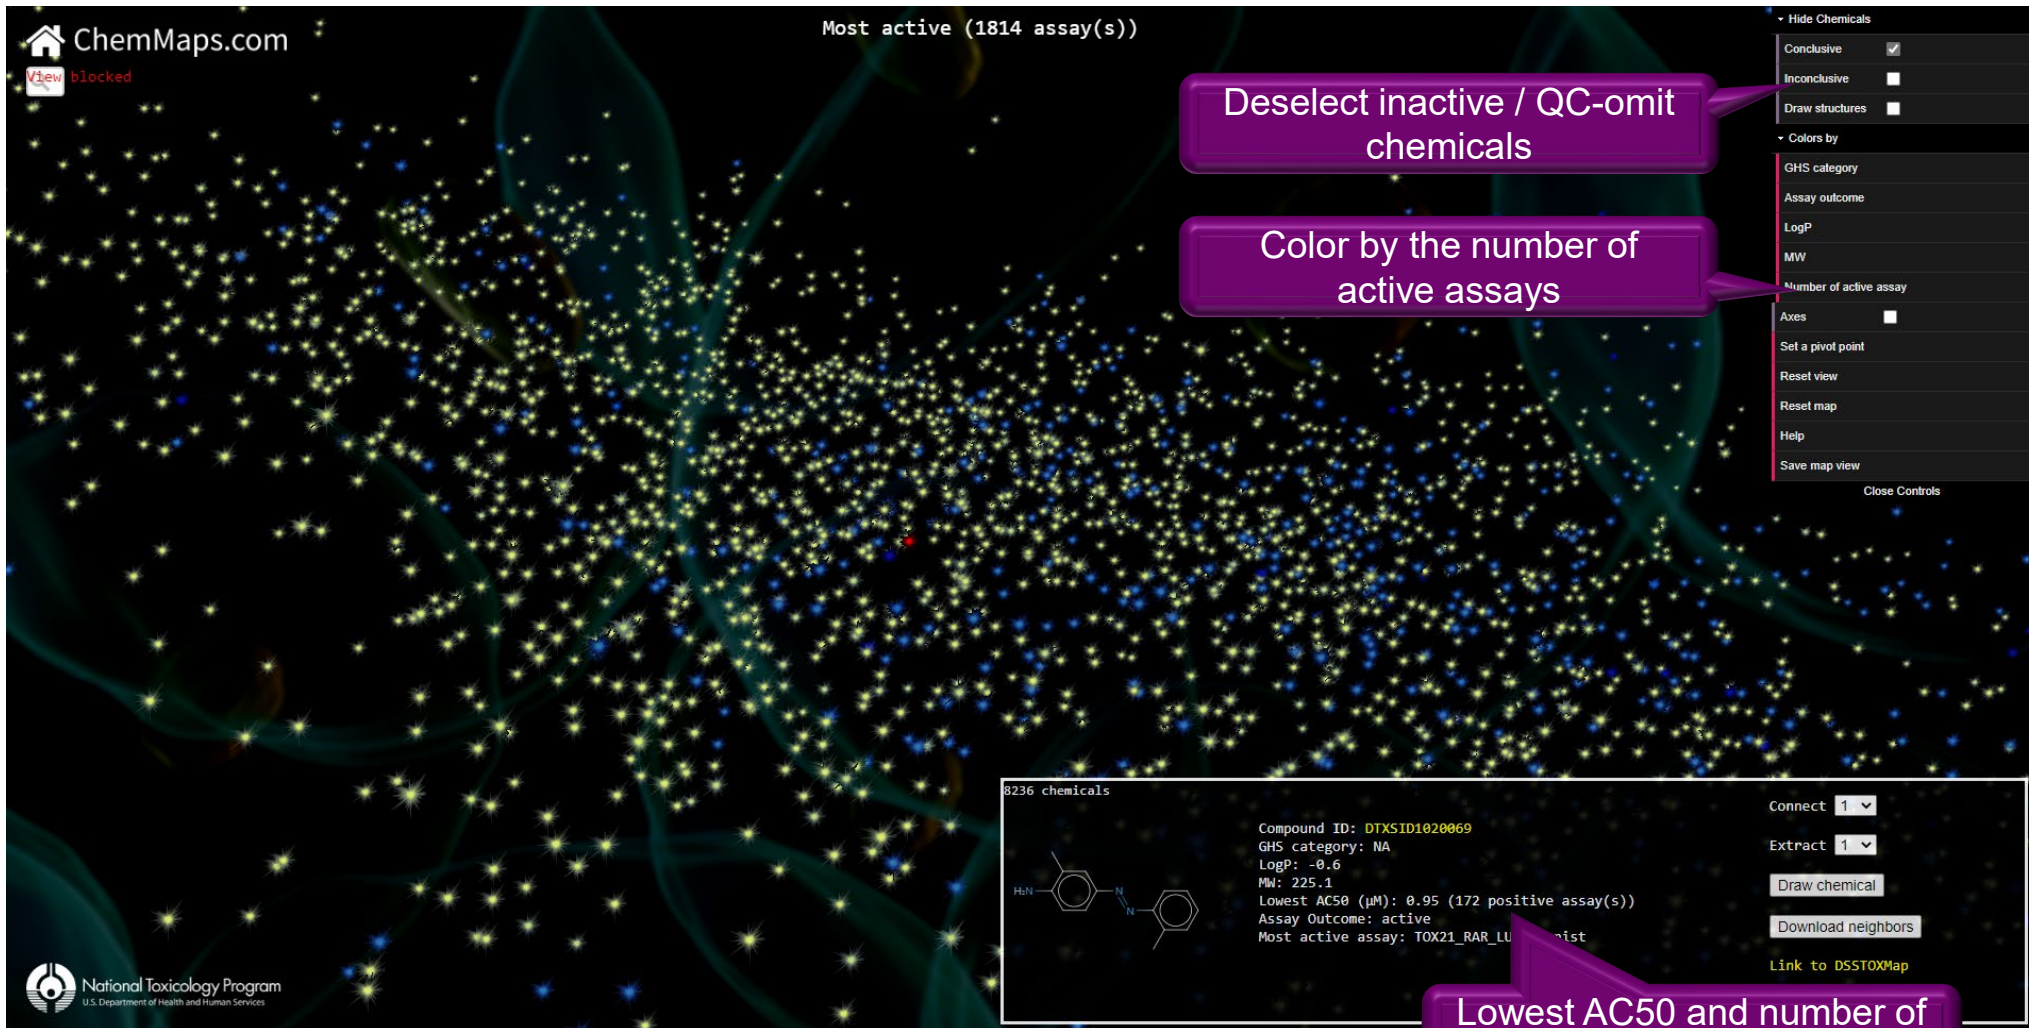 ChemMaps.com
View blocked
Most active (1814 assay(s))
Hide Chemicals
Conclusive
Inconclusive
Draw structures
Colors by
GHS category
Assay outcome
LogP
MW
Number of active assay
Axes
Set a pivot point
Reset view
Reset map
Help
Save map view
Close Controls
Deselect inactive / QC-omit
chemicals
Color by the number of
active assays
8236 chemicals
H₂N
N
N
Compound ID: DTXSID1020069
GHS category: NA
LogP: -0.6
MW: 225.1
Lowest AC50 (μM): 0.95 (172 positive assay(s))
Assay Outcome: active
Most active assay:
Connect 1
Extract 1
Draw chemical
Download neighbors
Link to DSSTOXMap
Lowest AC50 and number of
National Toxicology Program
U.S. Department of Health and Human Services